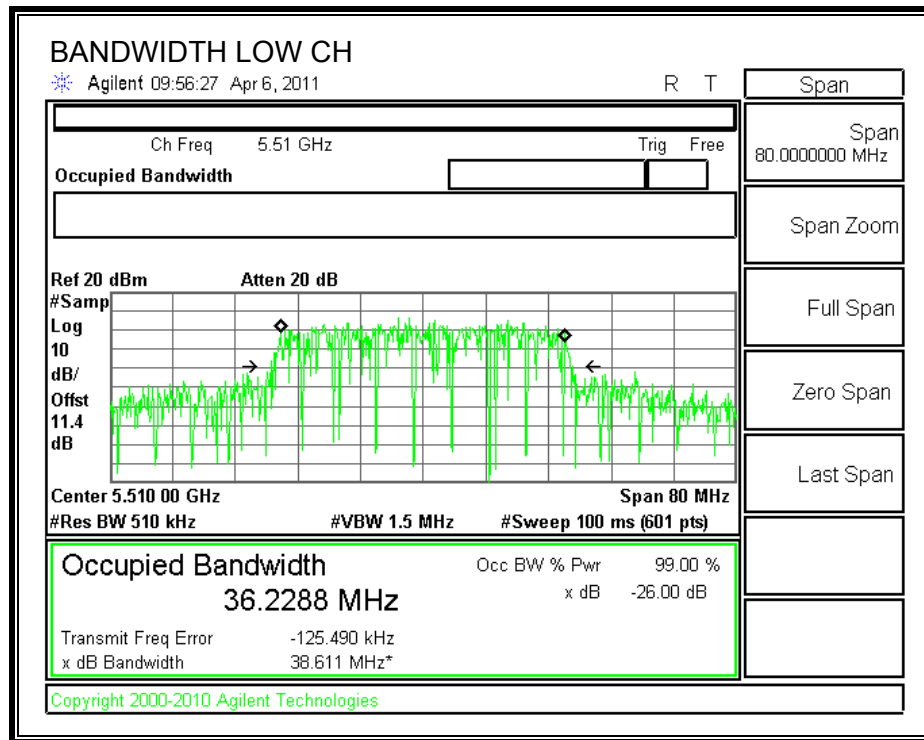 BANDWIDTH LOW CH
Agilent 09:56:27 Apr 6, 2011 R T
Span
Ch Freq 5.51 GHz Trig Free
Span
80.0000000 MHz
Occupied Bandwidth
Span Zoom
Ref 20 dBm Atten 20 dB
#Samp
Log
10
dB/
Offst
11.4
dB
Full Span
Zero Span
Last Span
Center 5.510 00 GHz Span 80 MHz
#Res BW 510 kHz #VBW 1.5 MHz #Sweep 100 ms (601 pts)
Occupied Bandwidth
36.2288 MHz
Occ BW % Pwr 99.00 %
x dB -26.00 dB
Transmit Freq Error -125.490 kHz
x dB Bandwidth 38.611 MHz*
Copyright 2000-2010 Agilent Technologies